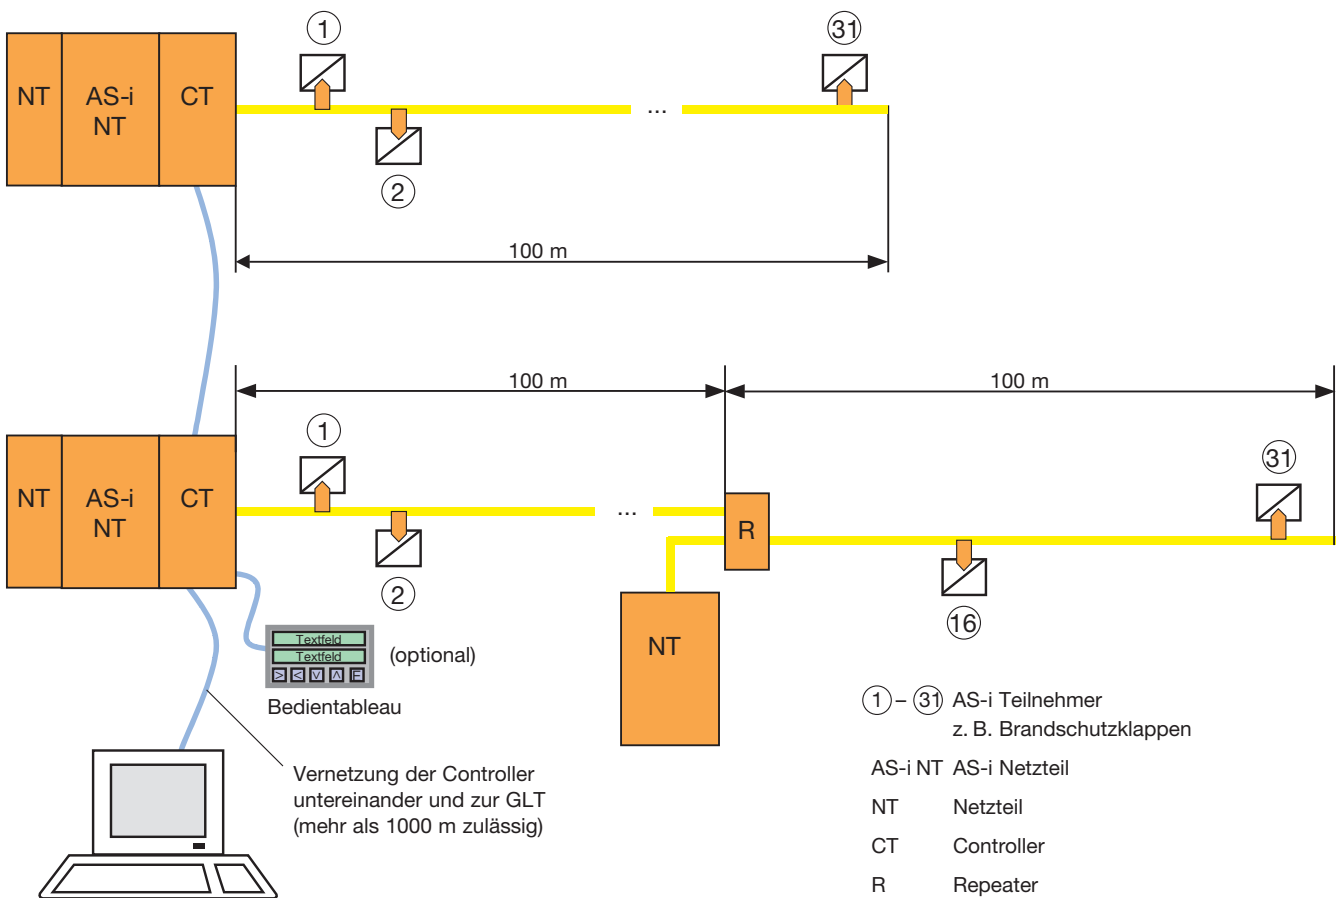 1
31
NT
AS-i
NT
CT
...
2
100 m
100 m
100 m
1
31
NT
AS-i
NT
CT
...
R
2
16
NT
Textfeld
Textfeld
> < V Λ F
(optional)
Bedientableau
Vernetzung der Controller
untereinander und zur GLT
(mehr als 1000 m zulässig)
1 – 31 AS-i Teilnehmer
z. B. Brandschutzklappen
AS-i NT AS-i Netzteil
NT Netzteil
CT Controller
R Repeater